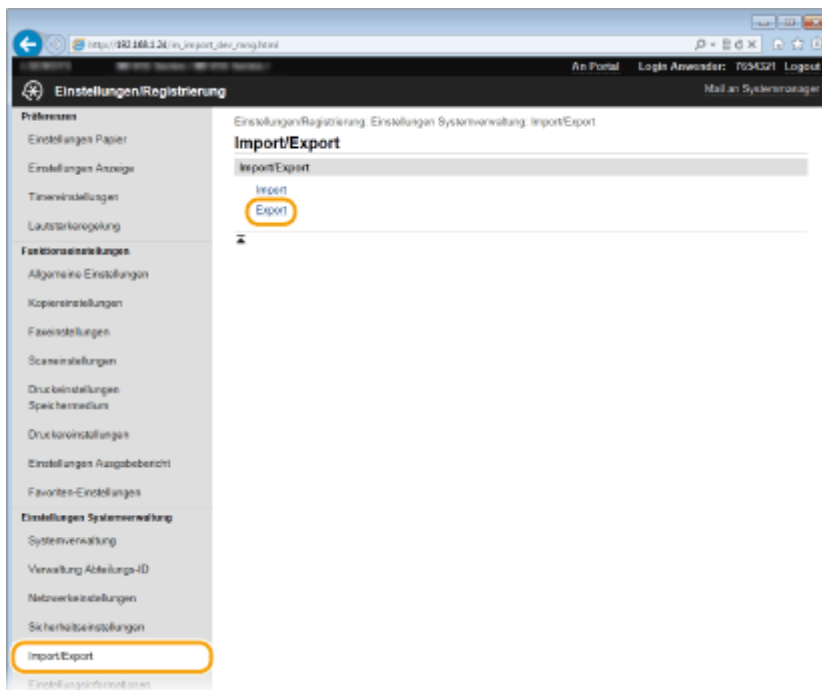 http://192.168.1.24/m_import_dev_mng.html
An Portal Login Anwender: 7654321 Logout
Einstellungen/Registrierung
Mail an Systemmanager
Präferenzen
Einstellungen Papier
Einstellungen Anzeige
Timereinstellungen
Lautstärkeregelung
Funktionseinstellungen
Allgemeine Einstellungen
Kopiereinstellungen
Faxeinstellungen
Scaneinstellungen
Druckeinstellungen
Speichermedium
Druckereinstellungen
Einstellungen Ausgabebericht
Favoriten-Einstellungen
Einstellungen Systemverwaltung
Systemverwaltung
Verwaltung Abteilungs-ID
Netzwerkeinstellungen
Sicherheitseinstellungen
Import/Export
Einstellungsinformationen
Einstellungen/Registrierung: Einstellungen Systemverwaltung: Import/Export
Import/Export
Import/Export
Import
Export